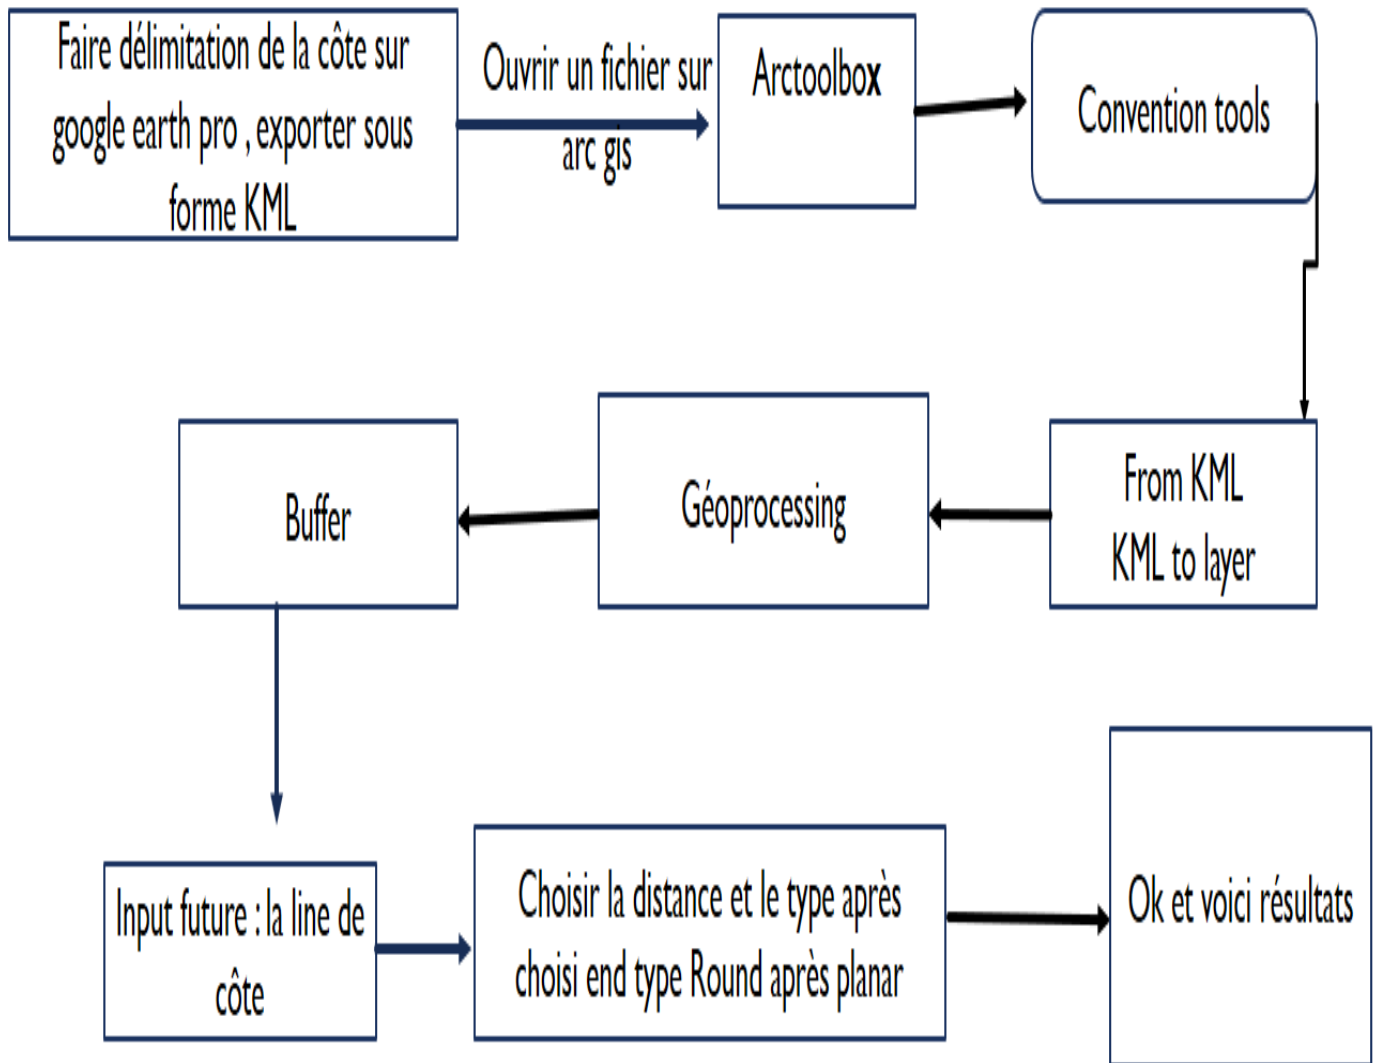 Faire délimitation de la côte sur
google earth pro , exporter sous
forme KML
Ouvrir un fichier sur
arc gis
Arctoolbox
Convention tools
From KML
KML to layer
Géoprocessing
Buffer
Input future : la line de
côte
Choisir la distance et le type après
choisi end type Round après planar
Ok et voici résultats